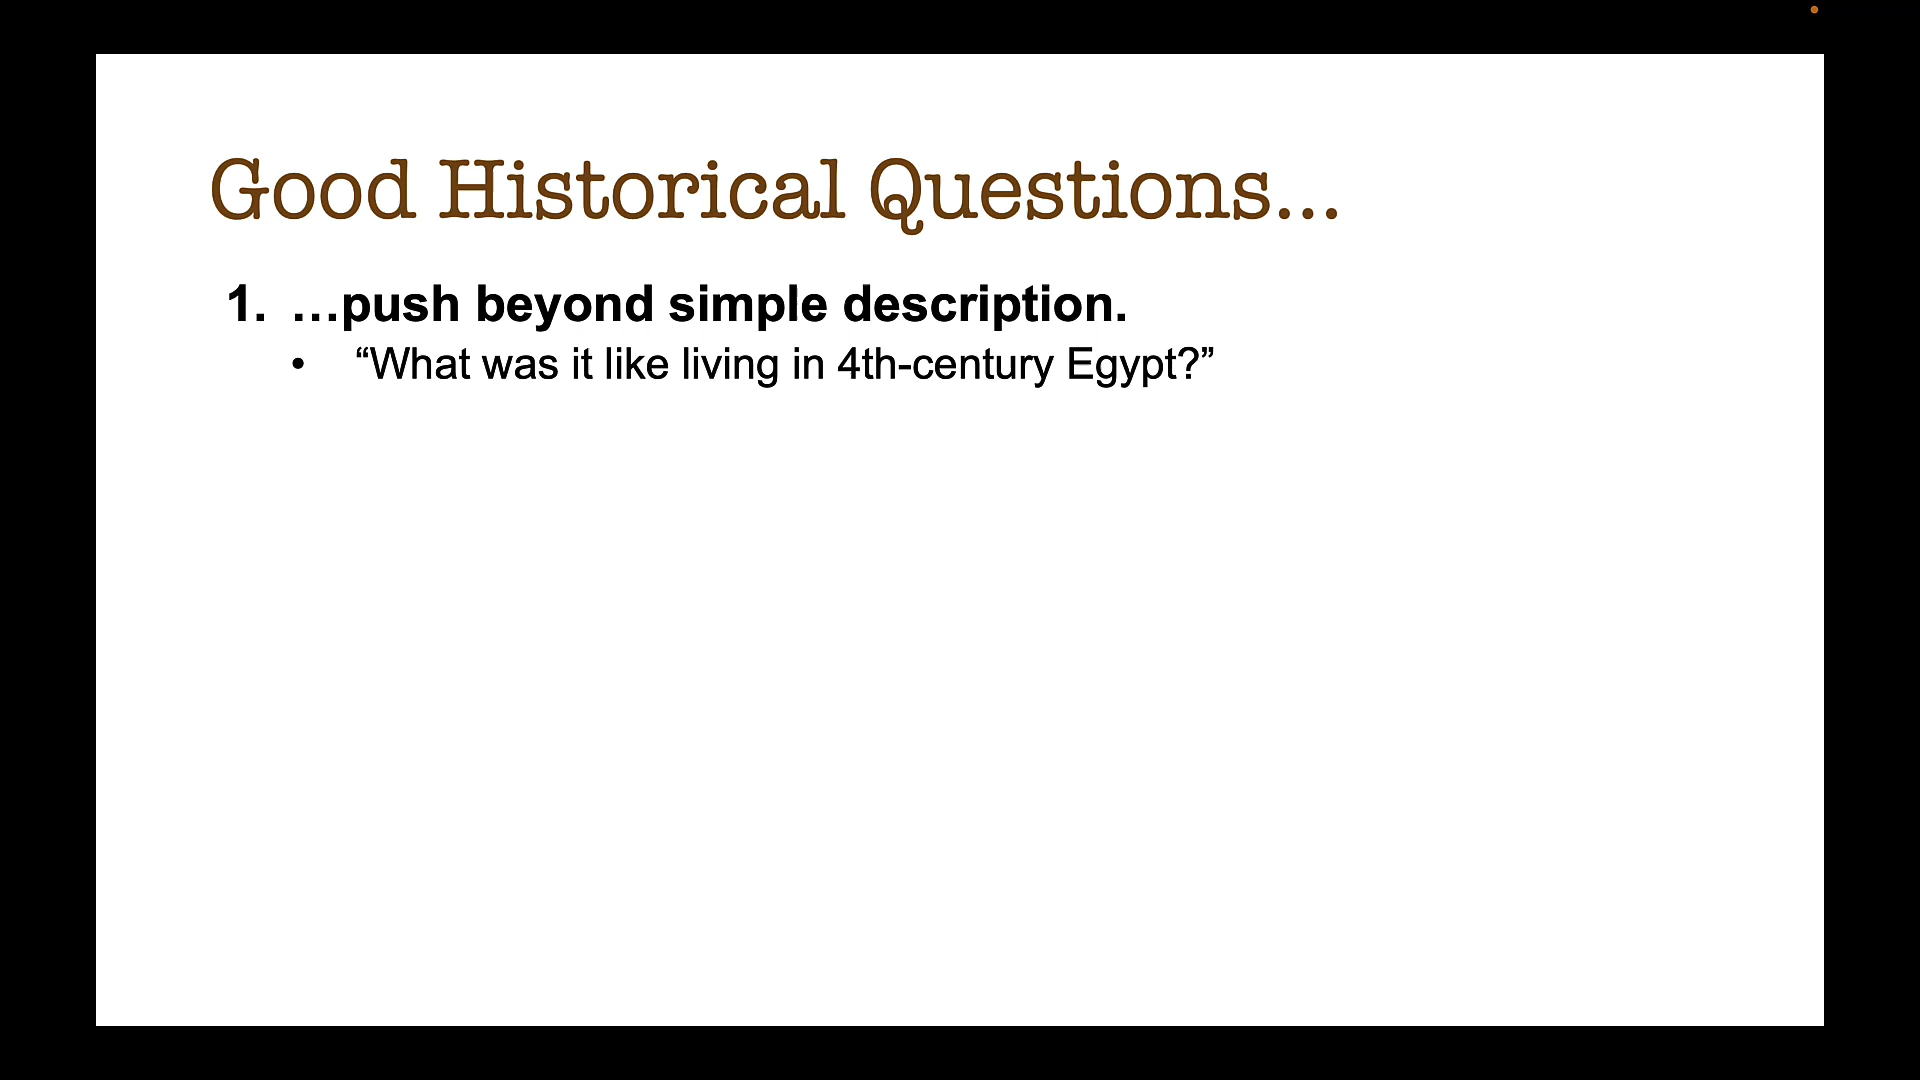 Good Historical Questions...
1. …push beyond simple description.
• “What was it like living in 4th-century Egypt?”